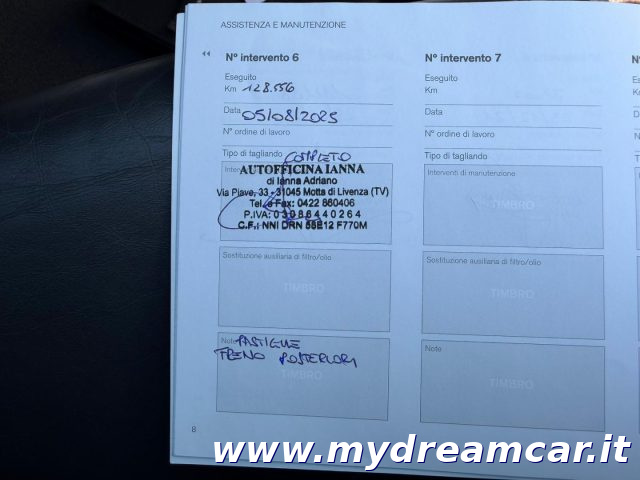 ASSISTENZA E MANUTENZIONE
N° intervento 6
Eseguito
Km 128.556
Data 05/08/2025
N° ordine di lavoro
Tipo di tagliando COMPLETO
AUTOFFICINA IANNA
di Ianna Adriano
Via Piave, 33 - 31045 Motta di Livenza (TV)
Tel. e Fax: 0422 860406
P.IVA: 03086440264
C.F.: NNI DRN 55E12 F770M
Sostituzione ausiliaria di filtro/olio
TIMBRO
Note PASTIGLIE
FRENO POSTERIORI
TIMBRO
8
N° intervento 7
Eseguito
Km
Data
N° ordine di lavoro
Tipo di tagliando
Interventi di manutenzione
Sostituzione ausiliaria di filtro/olio
TIMBRO
Note
TIMBRO
www.mydreamcar.it